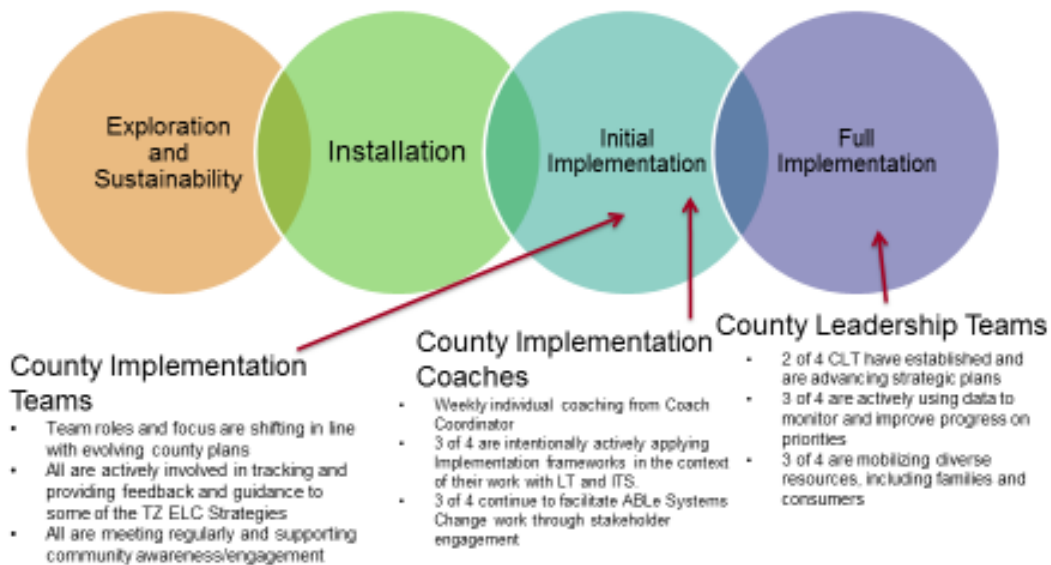 Exploration
and
Sustainability
Installation
Initial
Implementation
Full
Implementation
County Implementation
Teams
• Team roles and focus are shifting in line
with evolving county plans
• All are actively involved in tracking and
providing feedback and guidance to
some of the TZ ELC Strategies
• All are meeting regularly and supporting
community awareness/engagement
County Implementation
Coaches
• Weekly individual coaching from Coach
Coordinator
• 3 of 4 are intentionally actively applying
Implementation frameworks in the context
of their work with LT and ITS.
• 3 of 4 continue to facilitate ABLe Systems
Change work through stakeholder
engagement
County Leadership Teams
• 2 of 4 CLT have established and
are advancing strategic plans
• 3 of 4 are actively using data to
monitor and improve progress on
priorities
• 3 of 4 are mobilizing diverse
resources, including families and
consumers